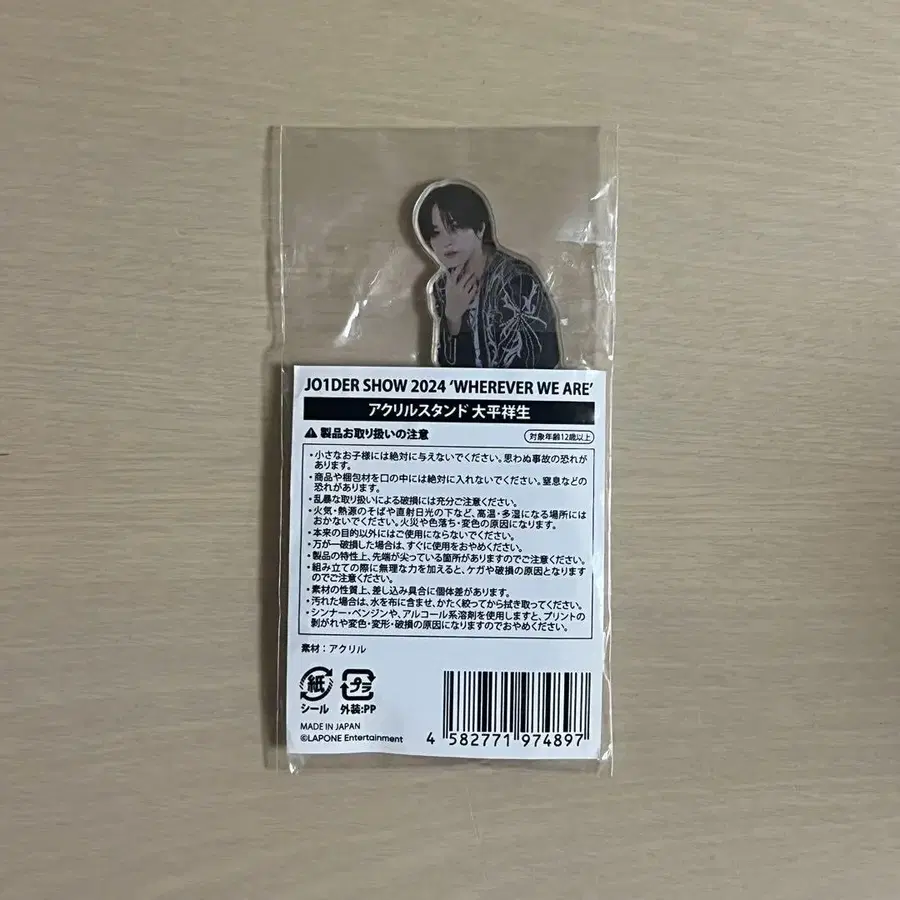 JO1DER SHOW 2024 ‘WHEREVER WE ARE’
アクリルスタンド 大平祥生
製品お取り扱いの注意
対象年齢12歳以上
・小さなお子様には絶対に与えないでください。思わぬ事故の恐れが
あります。
・商品や梱包材を口の中には絶対に入れないでください。窒息などの
恐れがあります。
・乱暴な取り扱いによる破損には充分ご注意ください。
・火気・熱源のそばや直射日光の下など、高温・多湿になる場所には
おかないでください。火災や色落ち・変色の原因になります。
・本来の目的以外にはご使用にならないでください。
・万が一破損した場合は、すぐに使用をおやめください。
・製品の特性上、先端が尖っている箇所がありますのでご注意ください。
・組み立ての際に無理な力を加えると、ケガや破損の原因となります
のでご注意ください。
・素材の性質上、差し込み具合に個体差があります。
・汚れた場合は、水を布に含ませ、かたく絞ってから拭き取ってください。
・シンナー・ベンジンや、アルコール系溶剤を使用しますと、プリントの
剥がれや変色・変形・破損の原因になりますのでおやめください。
素材：アクリル
紙 プラ
シール 外装:PP
MADE IN JAPAN
©LAPONE Entertainment
4 582771 974897